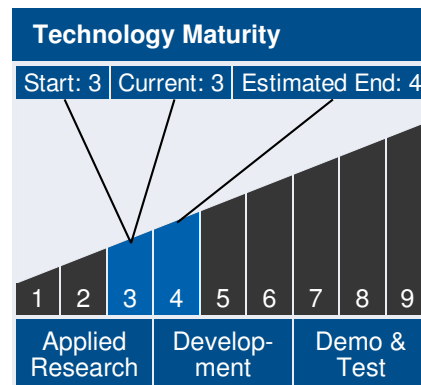 Technology Maturity
Start: 3 Current: 3 Estimated End: 4
1 2 3 4 5 6 7 8 9
Applied
Research
Develop-
ment
Demo &
Test